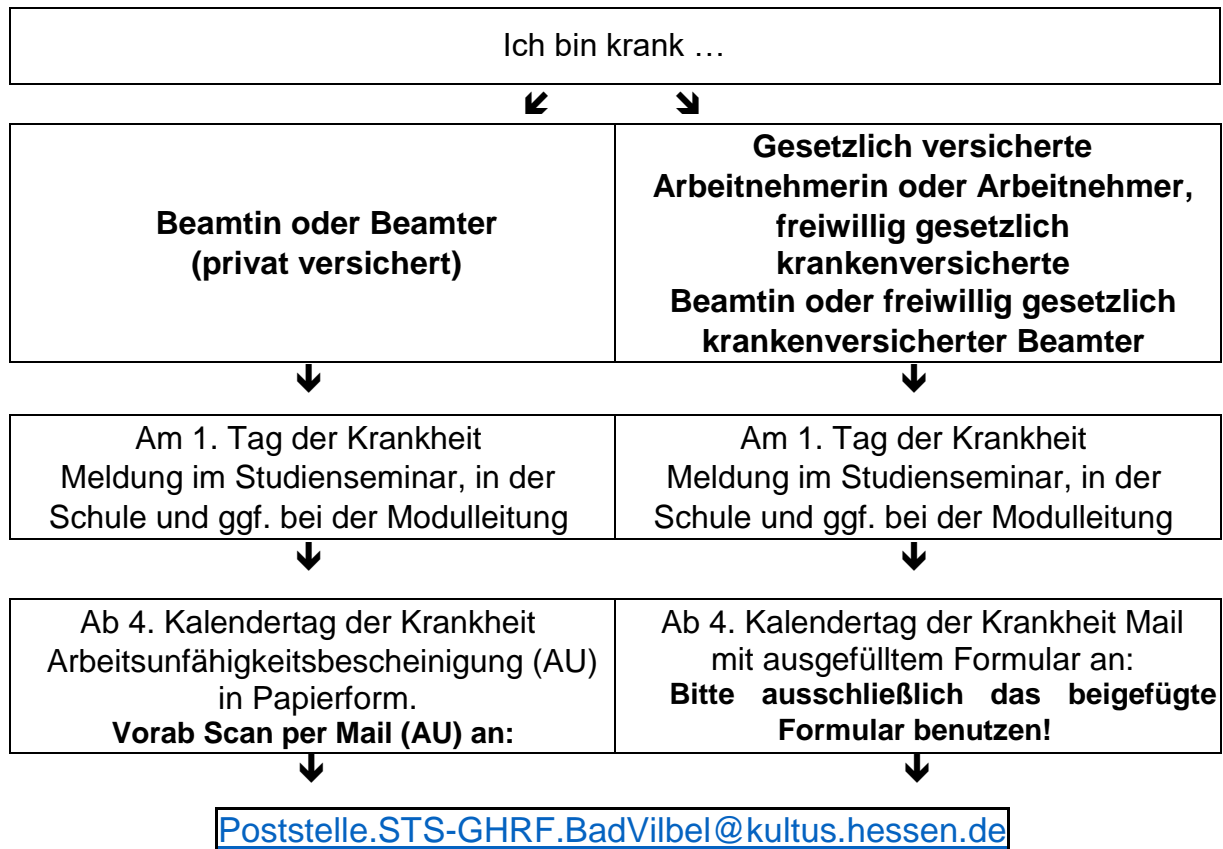 Ich bin krank …
Beamtin oder Beamter
(privat versichert)
Gesetzlich versicherte
Arbeitnehmerin oder Arbeitnehmer,
freiwillig gesetzlich
krankenversicherte
Beamtin oder freiwillig gesetzlich
krankenversicherter Beamter
Am 1. Tag der Krankheit
Meldung im Studienseminar, in der
Schule und ggf. bei der Modulleitung
Am 1. Tag der Krankheit
Meldung im Studienseminar, in der
Schule und ggf. bei der Modulleitung
Ab 4. Kalendertag der Krankheit
Arbeitsunfähigkeitsbescheinigung (AU)
in Papierform.
Vorab Scan per Mail (AU) an:
Ab 4. Kalendertag der Krankheit Mail
mit ausgefülltem Formular an:
Bitte ausschließlich das beigefügte
Formular benutzen!
Poststelle.STS-GHRF.BadVilbel@kultus.hessen.de